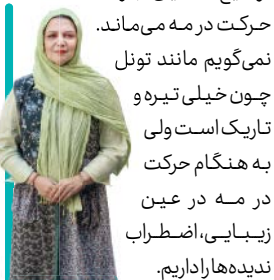 حرکت در مه می‌ماند.
نمی‌گویم مانند تونل
چون خیلی تیره و
تاریک است ولی
به هنگام حرکت
در مه در عین
زیبایی، اضطراب
ندیده‌ها را داریم.